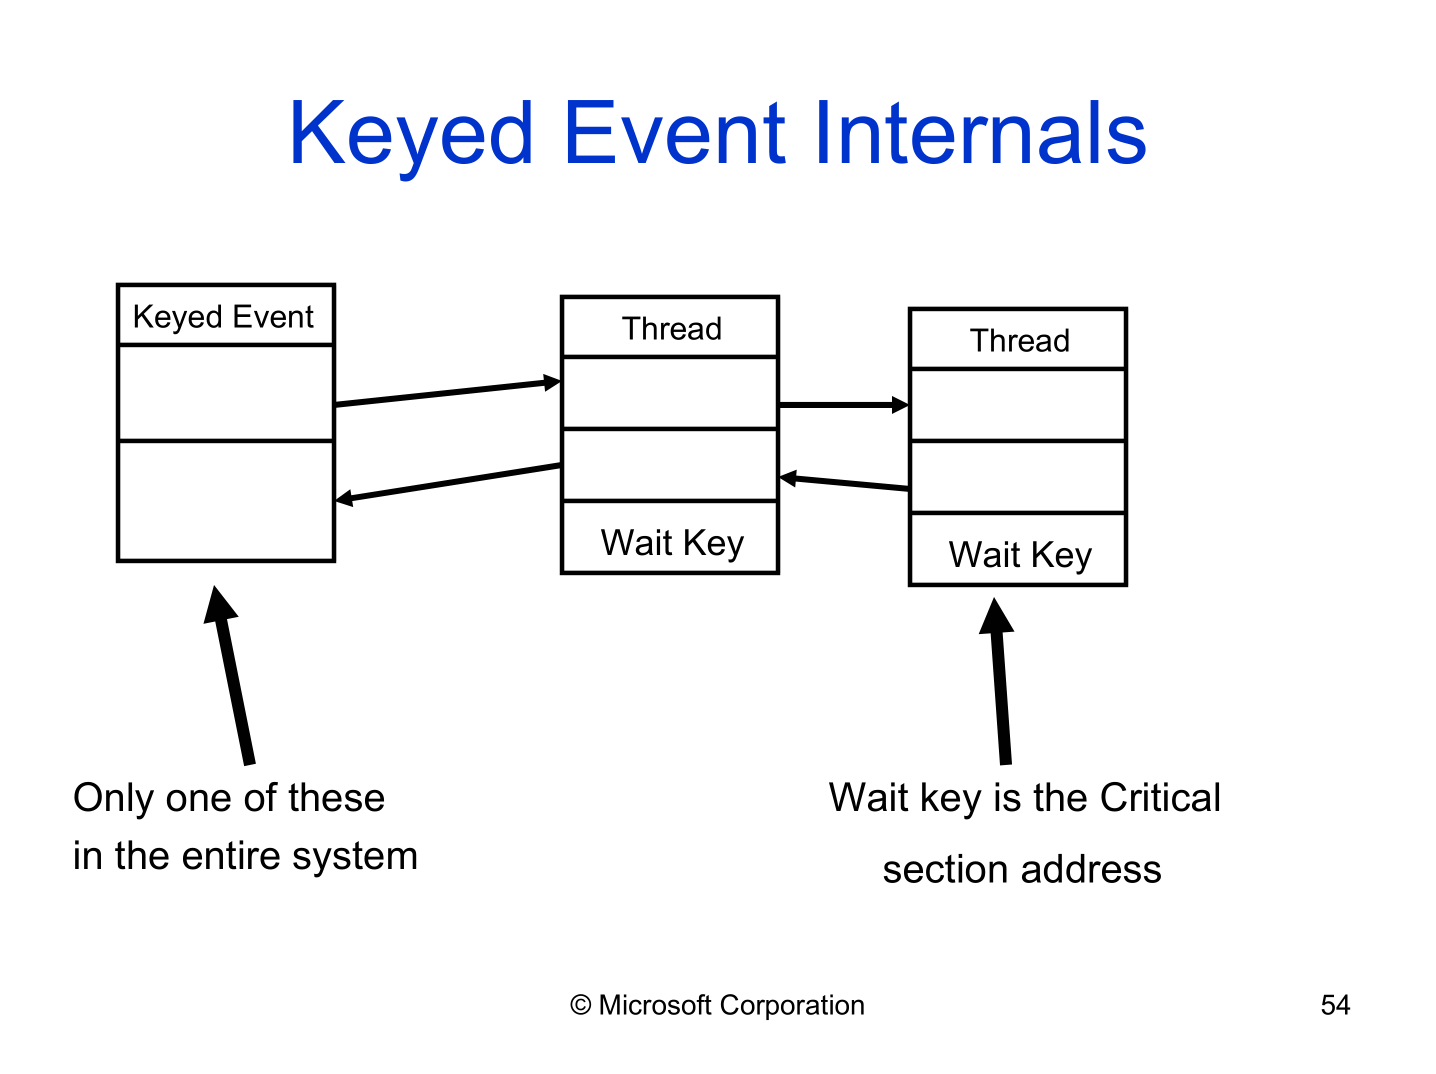 Keyed Event Internals
Keyed Event
Thread
Thread
Wait Key
Wait Key
Only one of these
in the entire system
Wait key is the Critical
section address
© Microsoft Corporation
54